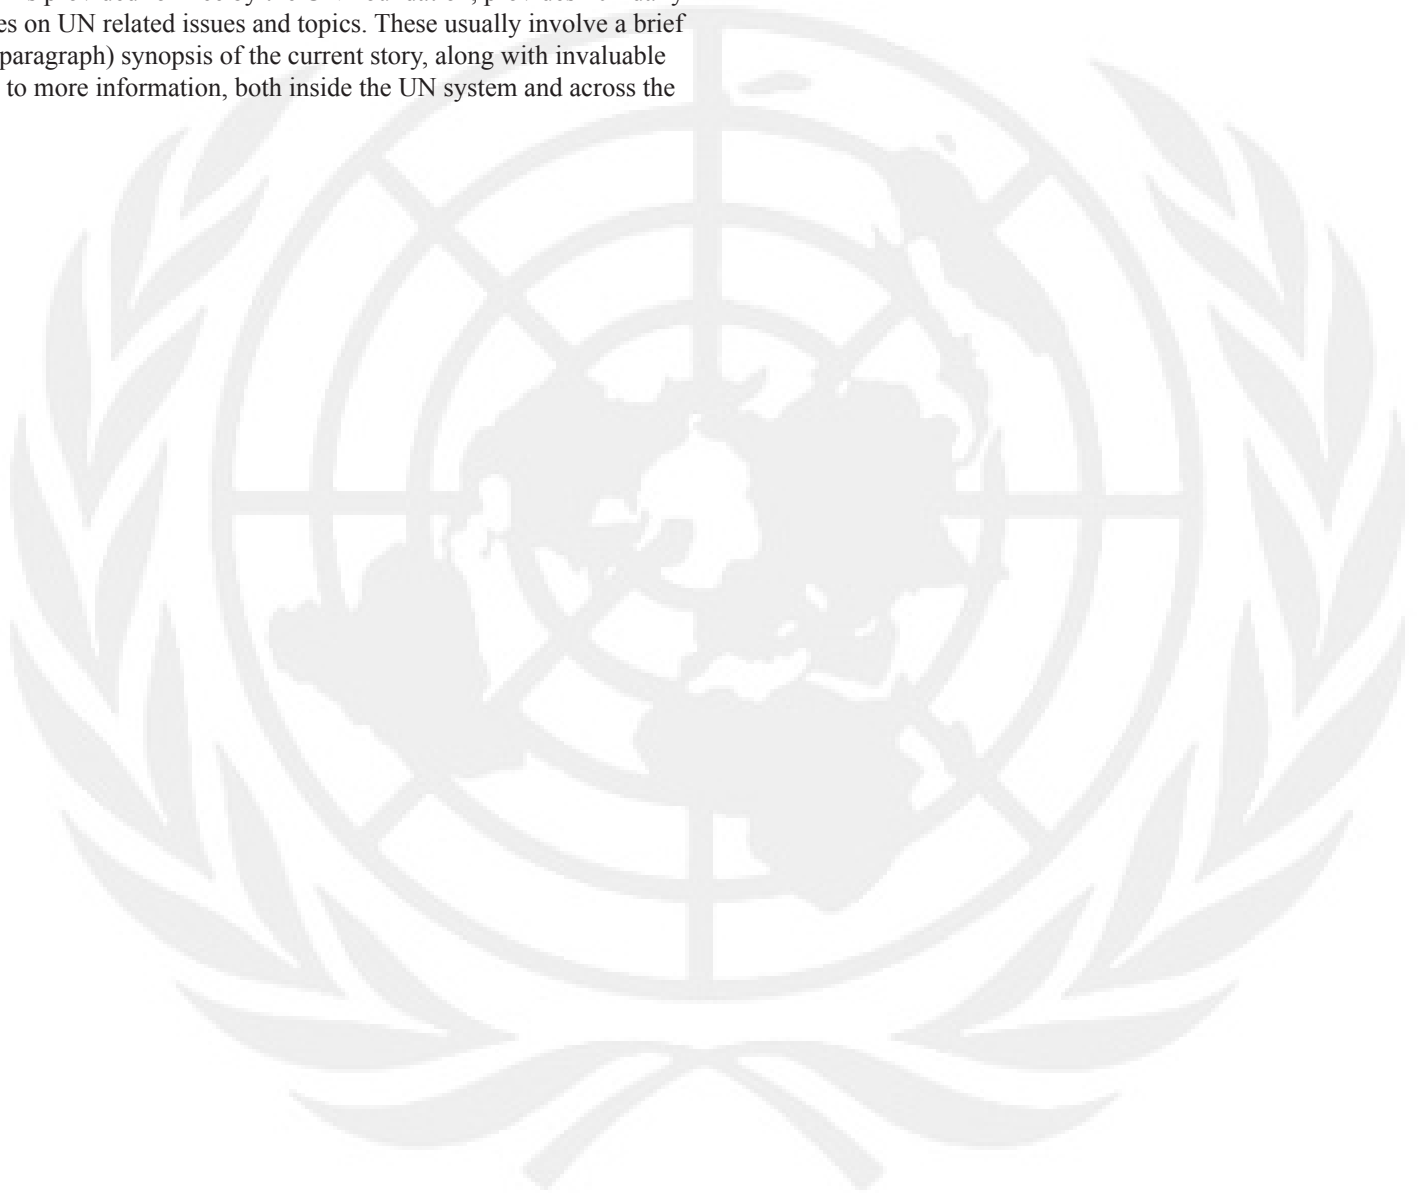 es on UN related issues and topics. These usually involve a brief
paragraph) synopsis of the current story, along with invaluable
to more information, both inside the UN system and across the